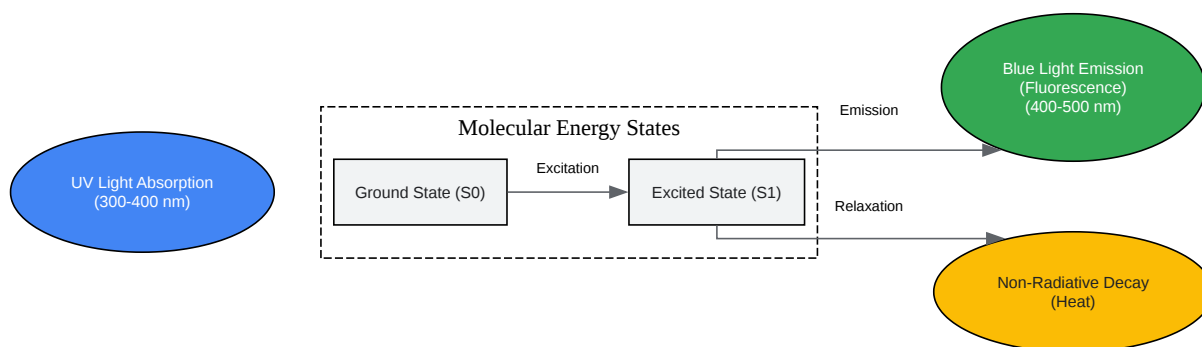 UV Light Absorption
(300-400 nm)
Molecular Energy States
Ground State (S0)
Excitation
Excited State (S1)
Emission
Blue Light Emission
(Fluorescence)
(400-500 nm)
Relaxation
Non-Radiative Decay
(Heat)